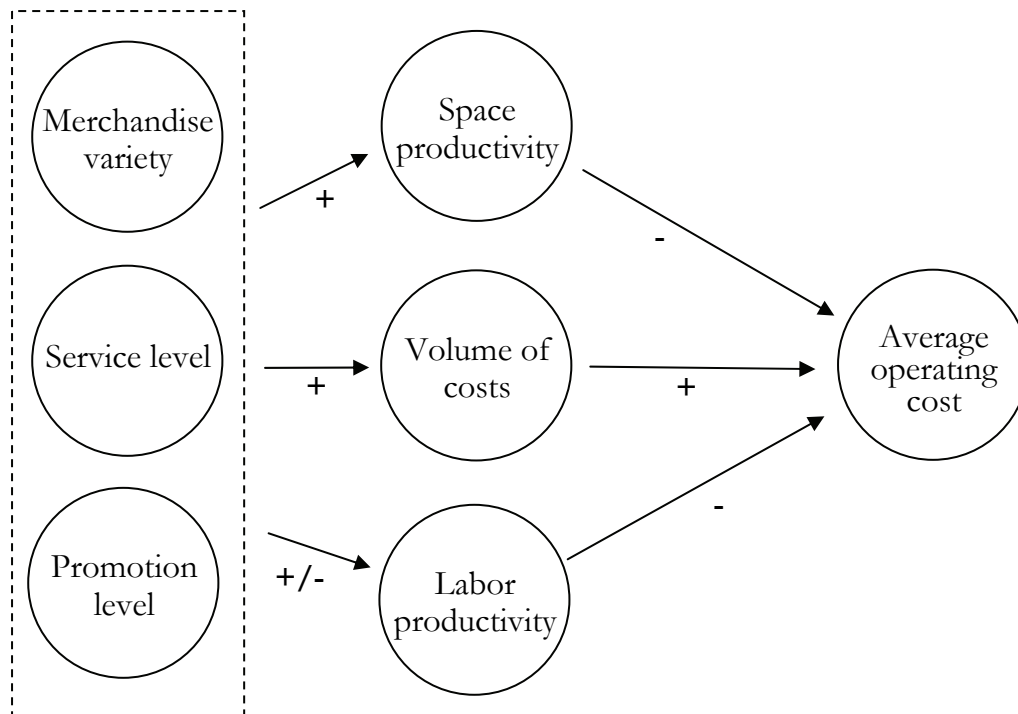 Merchandise
variety
Space
productivity
+
-
Service level
+
Volume of
costs
+
Average
operating
cost
Promotion
level
+/-
Labor
productivity
-